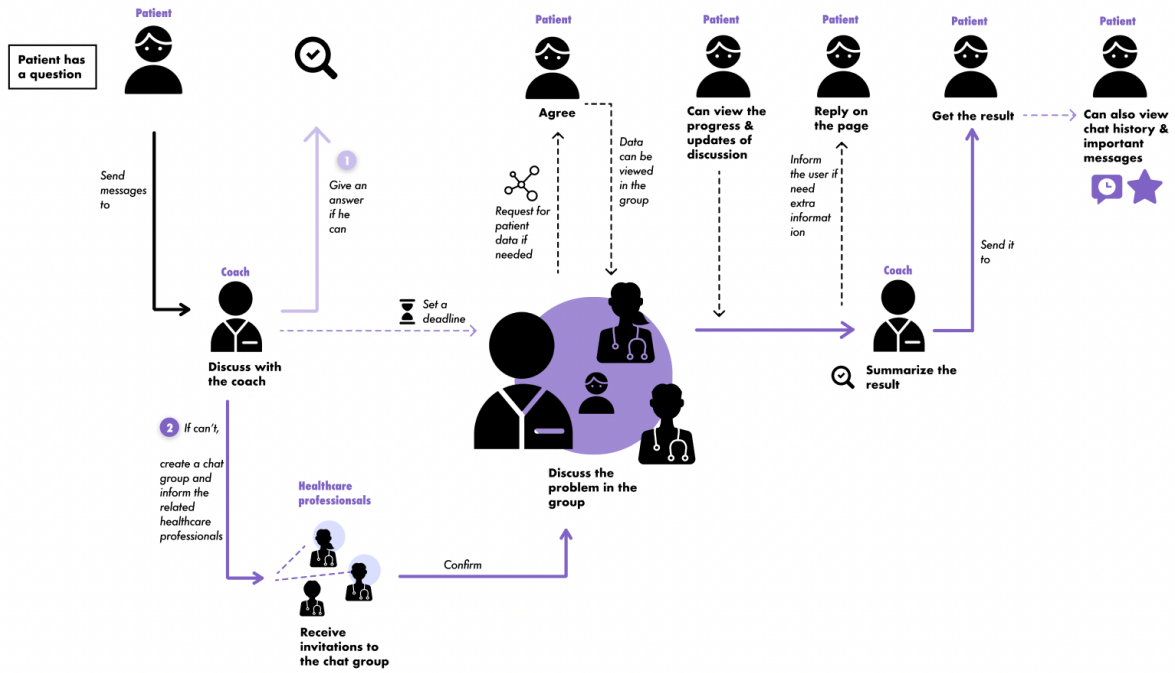 Patient
Patient has
a question
Send
messages
to
1
Give an
answer
if he
can
Coach
Discuss with
the coach
Set a
deadline
2 If can't,
create a chat
group and
inform the
related
healthcare
professionals
Healthcare
professionals
Receive
invitations to
the chat group
Confirm
Patient
Agree
Request for
patient
data if
needed
Data
can be
viewed
in the
group
Discuss the
problem in the
group
Patient
Can view the
progress &
updates of
discussion
Patient
Reply on
the page
Inform
the user if
need
extra
informat
ion
Coach
Summarize the
result
Send it
to
Patient
Get the result
Patient
Can also view
chat history &
important
messages